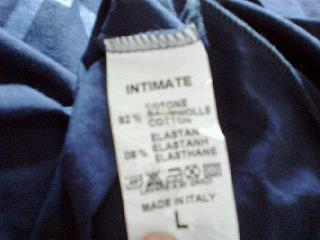 INTIMATE
COTONE
92 % BAUMWOLLE
COTTON
ELASTAN
08 % ELASTANH
ELASTHANE
MADE IN ITALY
L